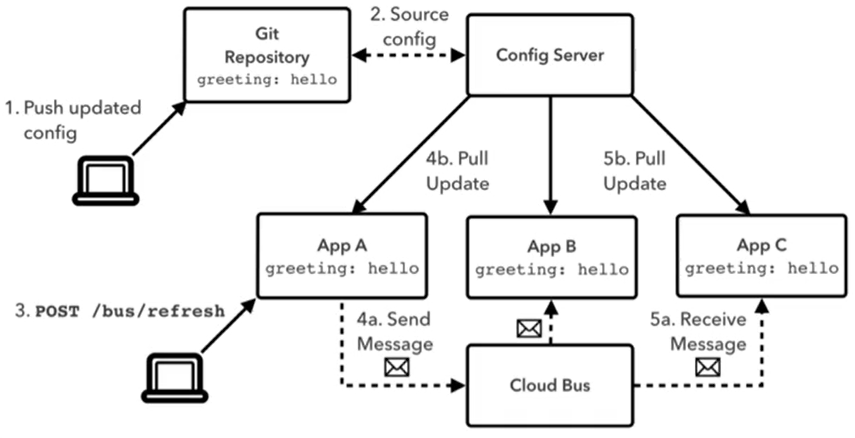 Git
Repository
greeting: hello
2. Source
config
Config Server
1. Push updated
config
4b. Pull
Update
5b. Pull
Update
App A
greeting: hello
App B
greeting: hello
App C
greeting: hello
3. POST /bus/refresh
4a. Send
Message
5a. Receive
Message
Cloud Bus